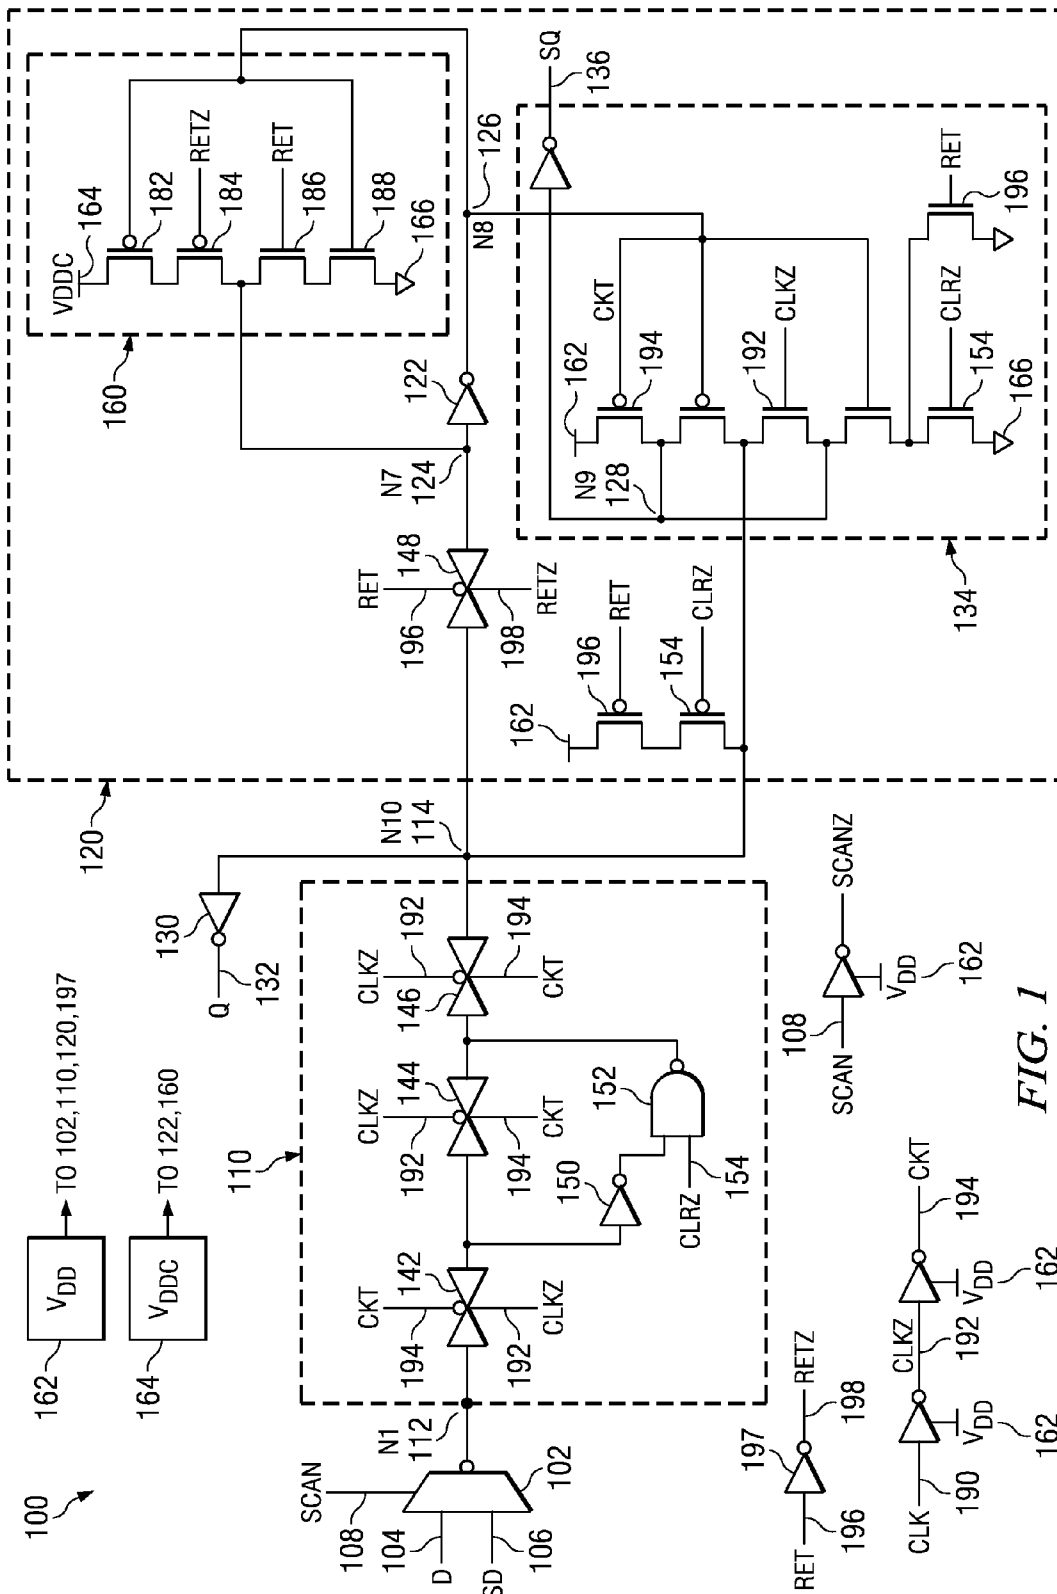 100
162
V_DD
TO 102,110,120,197
164
V_DDC
TO 160,122
SCAN
108
D
104
SD
106
102
N1
112
110
CKT
194
142
192
CLKZ
CLKZ
192
144
194
CKT
CLKZ
192
146
194
CKT
150
152
CLRZ
154
Q
132
130
N10
114
120
RET
196
148
198
RETZ
N7
124
122
N8
126
160
VDDC
164
182
RETZ
184
RET
186
188
166
162
196
RET
154
CLRZ
134
162
CKT
194
N9
128
192
CLKZ
CLRZ
154
166
RET
196
SQ
136
RET
196
197
198
RETZ
CLK
190
CLKZ
192
CKT
194
V_DD
162
V_DD
162
SCAN
108
SCANZ
V_DD
162
FIG. 1